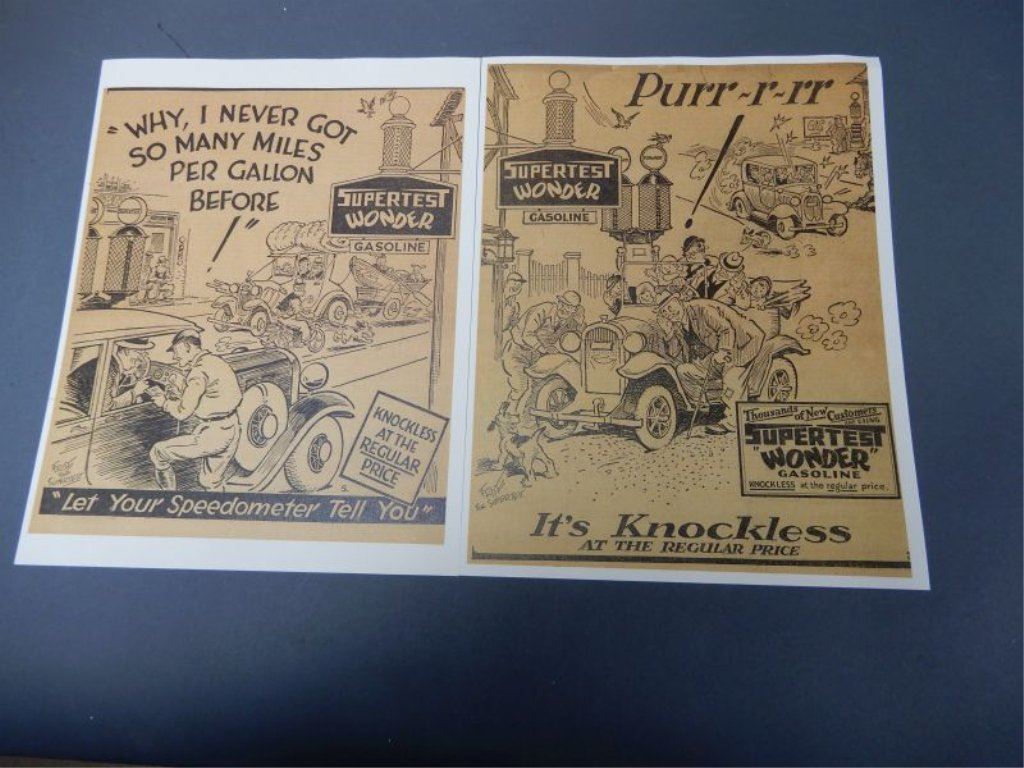 "WHY, I NEVER GOT
SO MANY MILES
PER GALLON
BEFORE
!"
SUPERTEST
WONDER
GASOLINE
KNOCKLESS
AT THE
REGULAR
PRICE
"Let Your Speedometer Tell You"
Purr-r-rr
!
SUPERTEST
WONDER
GASOLINE
Thousands of New Customers
SUPERTEST
"WONDER"
GASOLINE
KNOCKLESS at the regular price.
It's Knockless
AT THE REGULAR PRICE